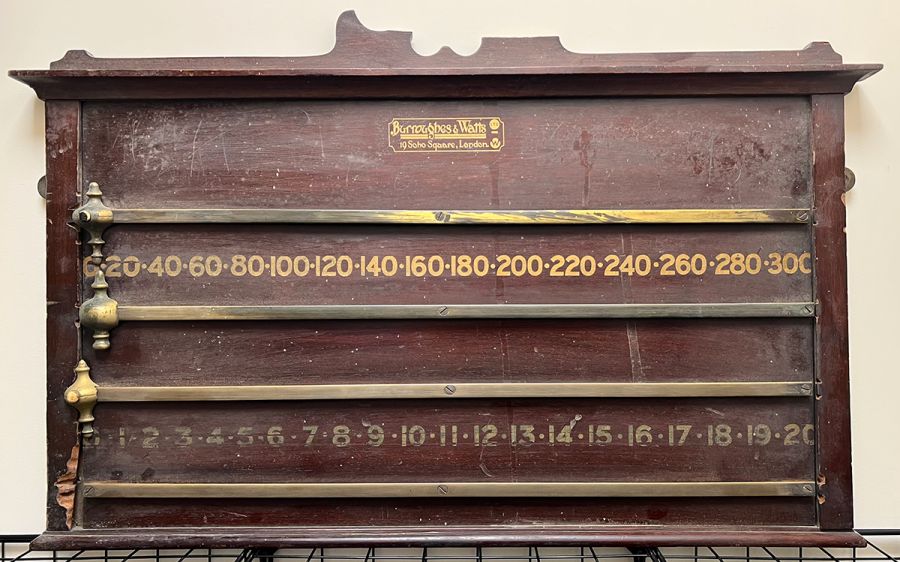 Burroughes & Watts B & W
19 Soho Square, London.
0·20·40·60·80·100·120·140·160·180·200·220·240·260·280·300
0·1·2·3·4·5·6·7·8·9·10·11·12·13·14·15·16·17·18·19·20